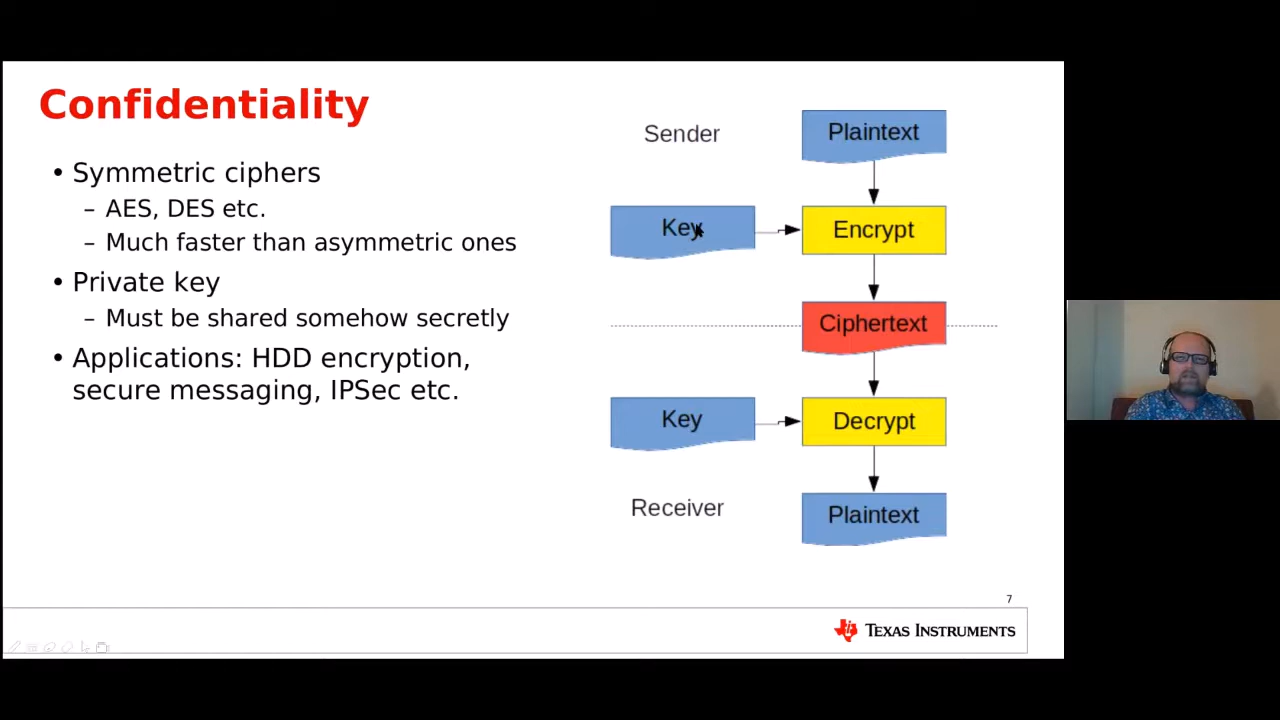 Confidentiality
• Symmetric ciphers
– AES, DES etc.
– Much faster than asymmetric ones
• Private key
– Must be shared somehow secretly
• Applications: HDD encryption,
secure messaging, IPSec etc.
Sender
Plaintext
Key
Encrypt
Ciphertext
Key
Decrypt
Receiver
Plaintext
7
TEXAS INSTRUMENTS